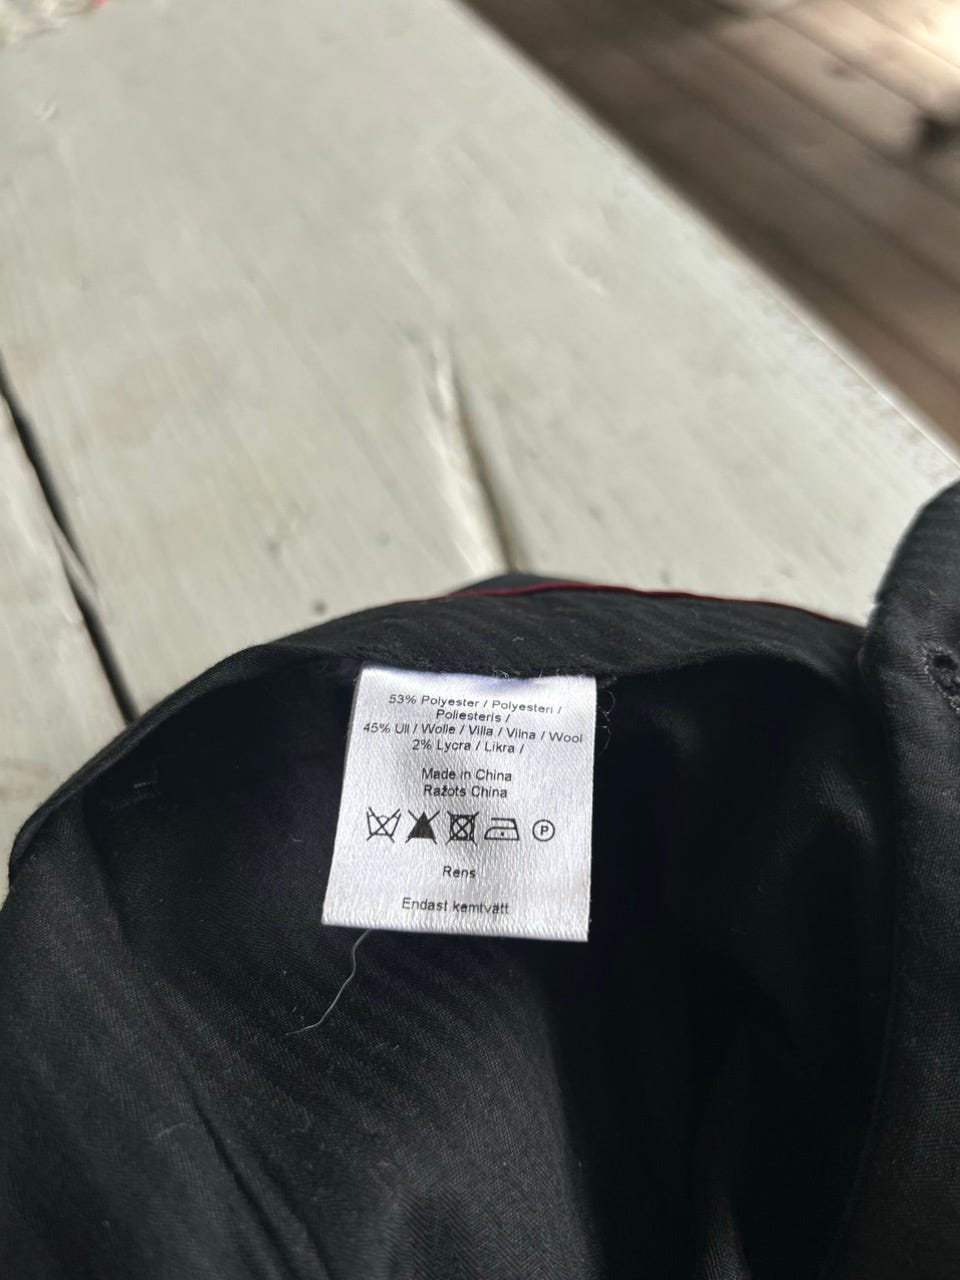 53% Polyester / Polyesteri /
Poliesteris /
45% Ull / Wolle / Villa / Vilna / Wool
2% Lycra / Likra /
Made in China
Ražots China
P
Rens
Endast kemtvätt